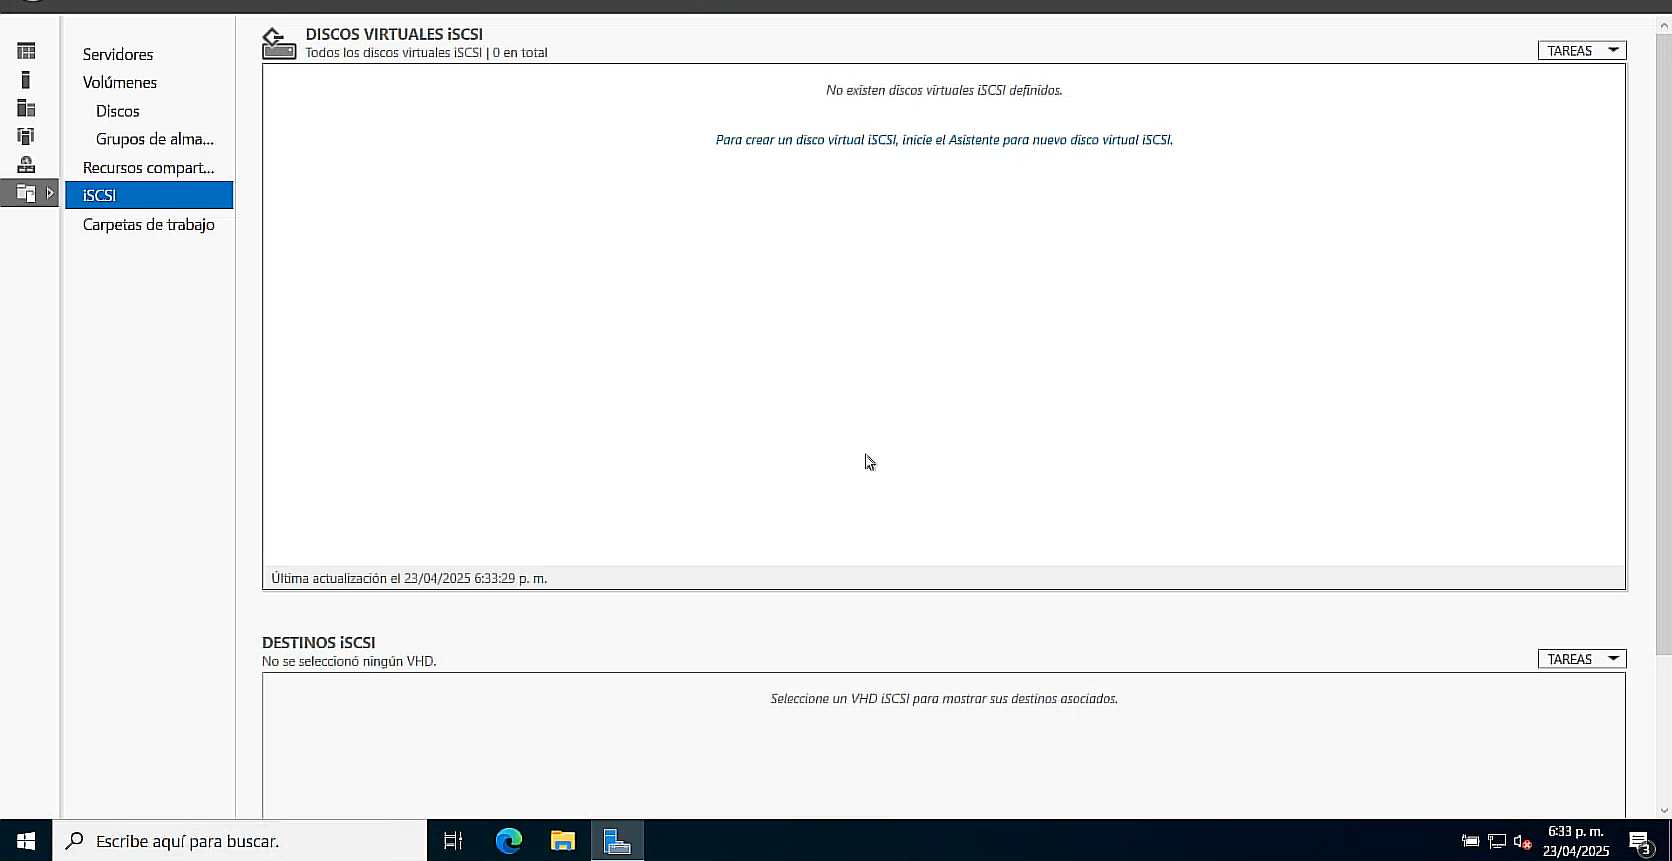 Servidores
Volúmenes
Discos
Grupos de alma...
Recursos compart...
iSCSI
Carpetas de trabajo
DISCOS VIRTUALES iSCSI
Todos los discos virtuales iSCSI | 0 en total
TAREAS
No existen discos virtuales iSCSI definidos.
Para crear un disco virtual iSCSI, inicie el Asistente para nuevo disco virtual iSCSI.
Última actualización el 23/04/2025 6:33:29 p. m.
DESTINOS iSCSI
No se seleccionó ningún VHD.
TAREAS
Seleccione un VHD iSCSI para mostrar sus destinos asociados.
Escribe aquí para buscar.
6:33 p. m.
23/04/2025
3